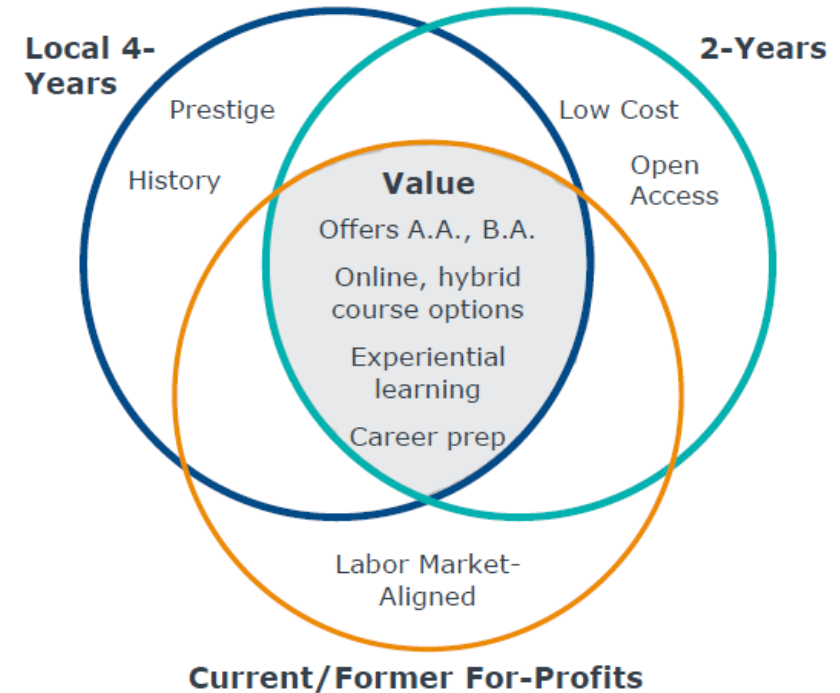 Local 4-
Years
2-Years
Prestige
Low Cost
History
Open
Access
Value
Offers A.A., B.A.
Online, hybrid
course options
Experiential
learning
Career prep
Labor Market-
Aligned
Current/Former For-Profits